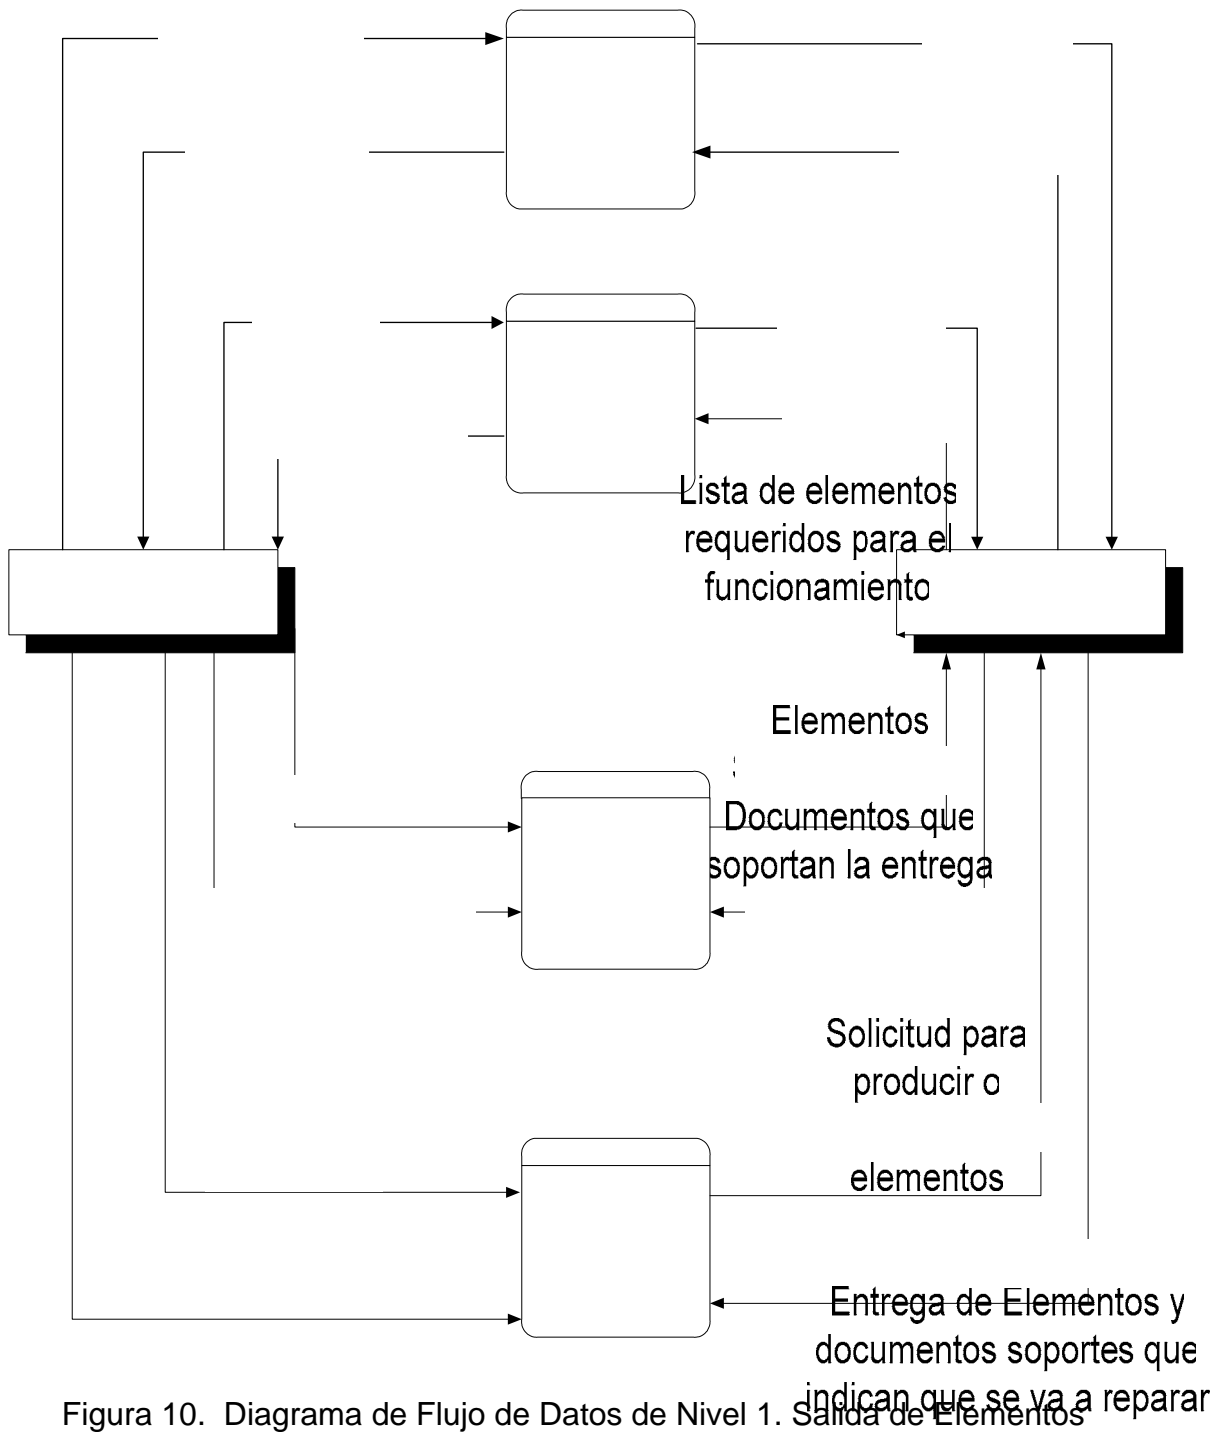 Lista de elementos
requeridos para el
funcionamiento
Elementos
Documentos que
soportan la entrega
Solicitud para
producir o
elementos
Entrega de Elementos y
documentos soportes que
indican que se va a reparar
Figura 10. Diagrama de Flujo de Datos de Nivel 1. Salida de Elementos